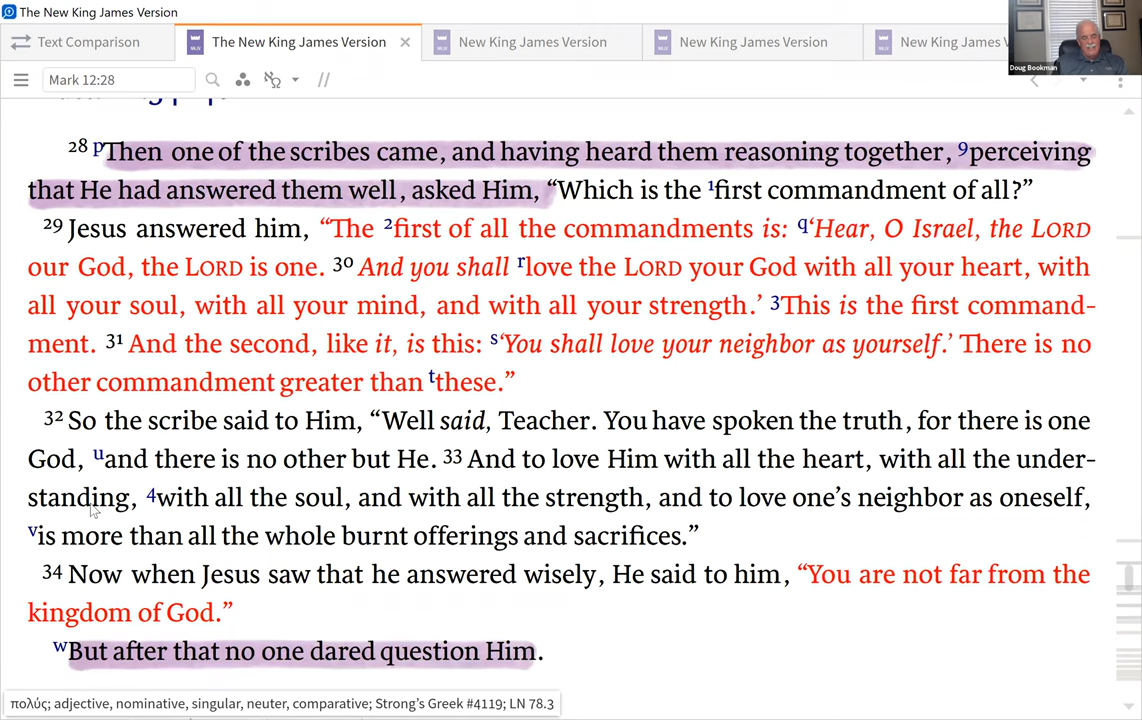 The New King James Version
Text Comparison The New King James Version New King James Version New King James Version New King James V
Doug Bookman
Mark 12:28
28 pThen one of the scribes came, and having heard them reasoning together, 9perceiving
that He had answered them well, asked Him, “Which is the 1first commandment of all?”
29 Jesus answered him, “The 2first of all the commandments is: q‘Hear, O Israel, the LORD
our God, the LORD is one. 30 And you shall rlove the LORD your God with all your heart, with
all your soul, with all your mind, and with all your strength.’ 3This is the first command-
ment. 31 And the second, like it, is this: s‘You shall love your neighbor as yourself.’ There is no
other commandment greater than tthese.”
32 So the scribe said to Him, “Well said, Teacher. You have spoken the truth, for there is one
God, uand there is no other but He. 33 And to love Him with all the heart, with all the under-
standing, 4with all the soul, and with all the strength, and to love one’s neighbor as oneself,
vis more than all the whole burnt offerings and sacrifices.”
34 Now when Jesus saw that he answered wisely, He said to him, “You are not far from the
kingdom of God.”
wBut after that no one dared question Him.
πολύς; adjective, nominative, singular, neuter, comparative; Strong’s Greek #4119; LN 78.3